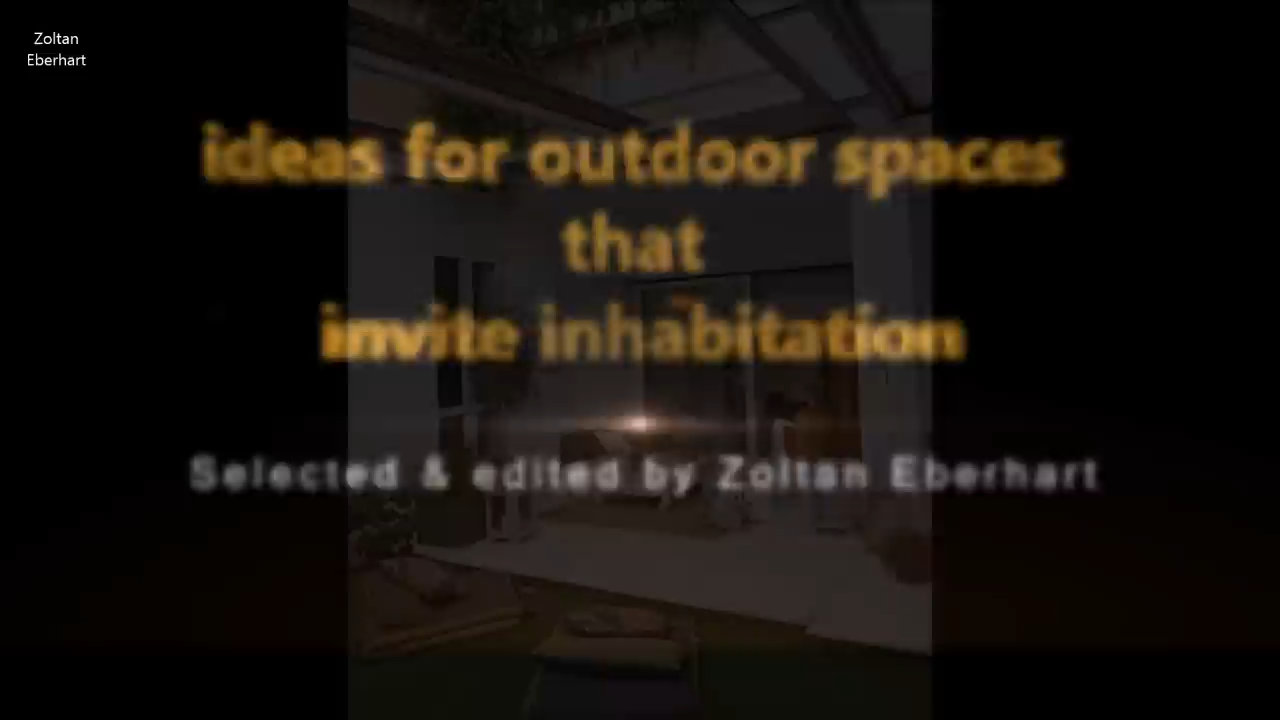 Zoltan
Eberhart
ideas for outdoor spaces
that
invite inhabitation
Selected & edited by Zoltan Eberhart